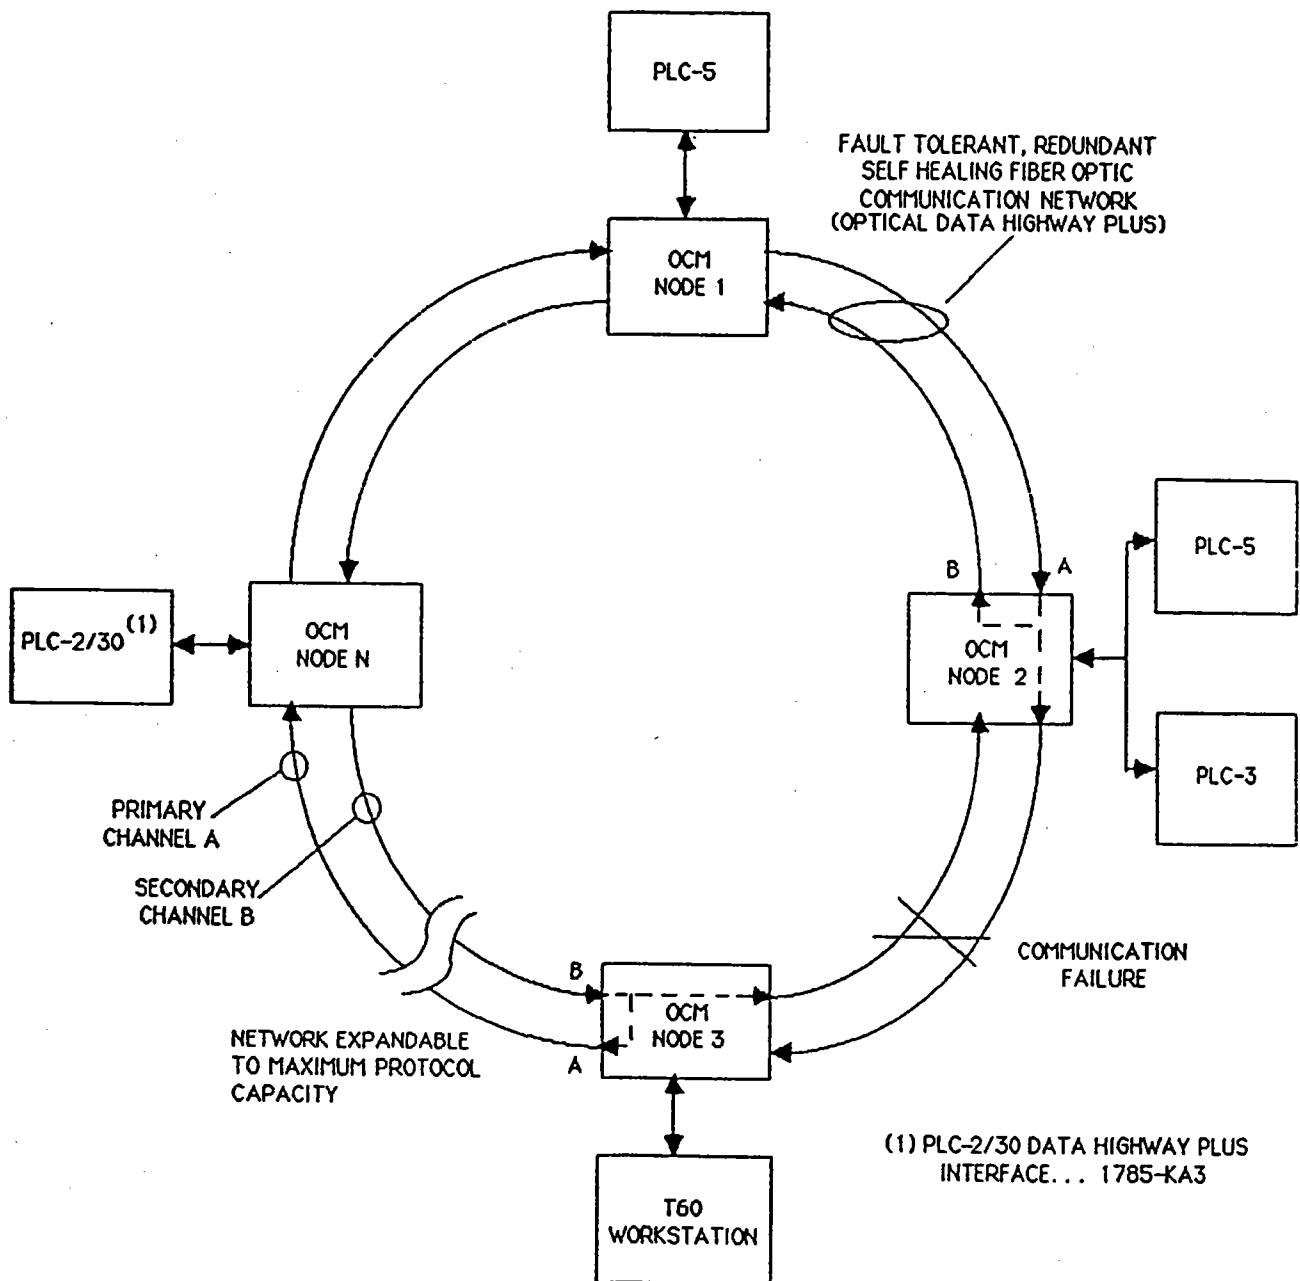 PLC-5
FAULT TOLERANT, REDUNDANT
SELF HEALING FIBER OPTIC
COMMUNICATION NETWORK
(OPTICAL DATA HIGHWAY PLUS)
OCM
NODE 1
PLC-5
B
A
PLC-2/30 (1)
OCM
NODE N
OCM
NODE 2
PLC-3
PRIMARY
CHANNEL A
SECONDARY
CHANNEL B
COMMUNICATION
FAILURE
B
OCM
NODE 3
A
NETWORK EXPANDABLE
TO MAXIMUM PROTOCOL
CAPACITY
(1) PLC-2/30 DATA HIGHWAY PLUS
INTERFACE... 1785-KA3
T60
WORKSTATION